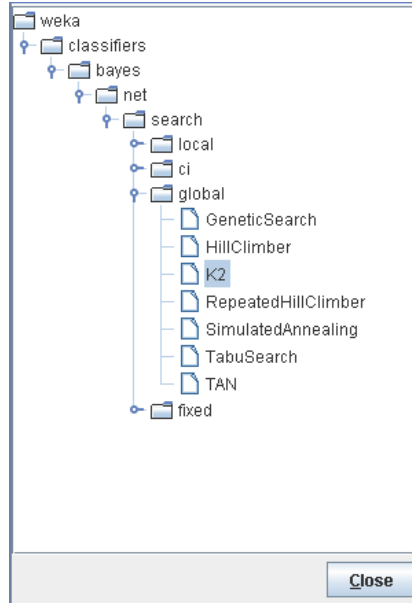 weka
classifiers
bayes
net
search
local
ci
global
GeneticSearch
HillClimber
K2
RepeatedHillClimber
SimulatedAnnealing
TabuSearch
TAN
fixed
Close